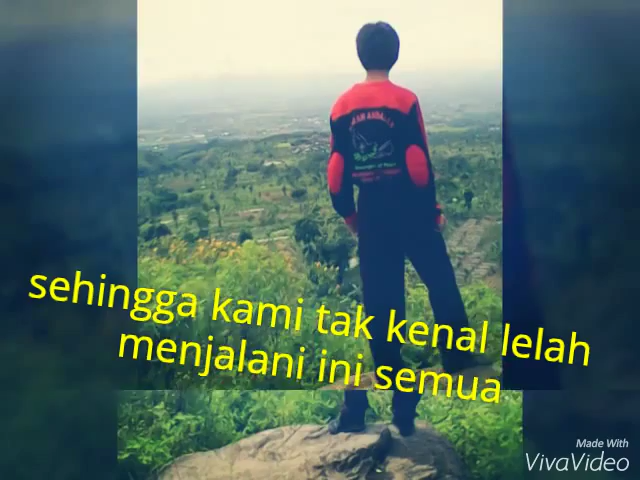 sehingga kami tak kenal lelah
menjalani ini semua
Made With
VivaVideo